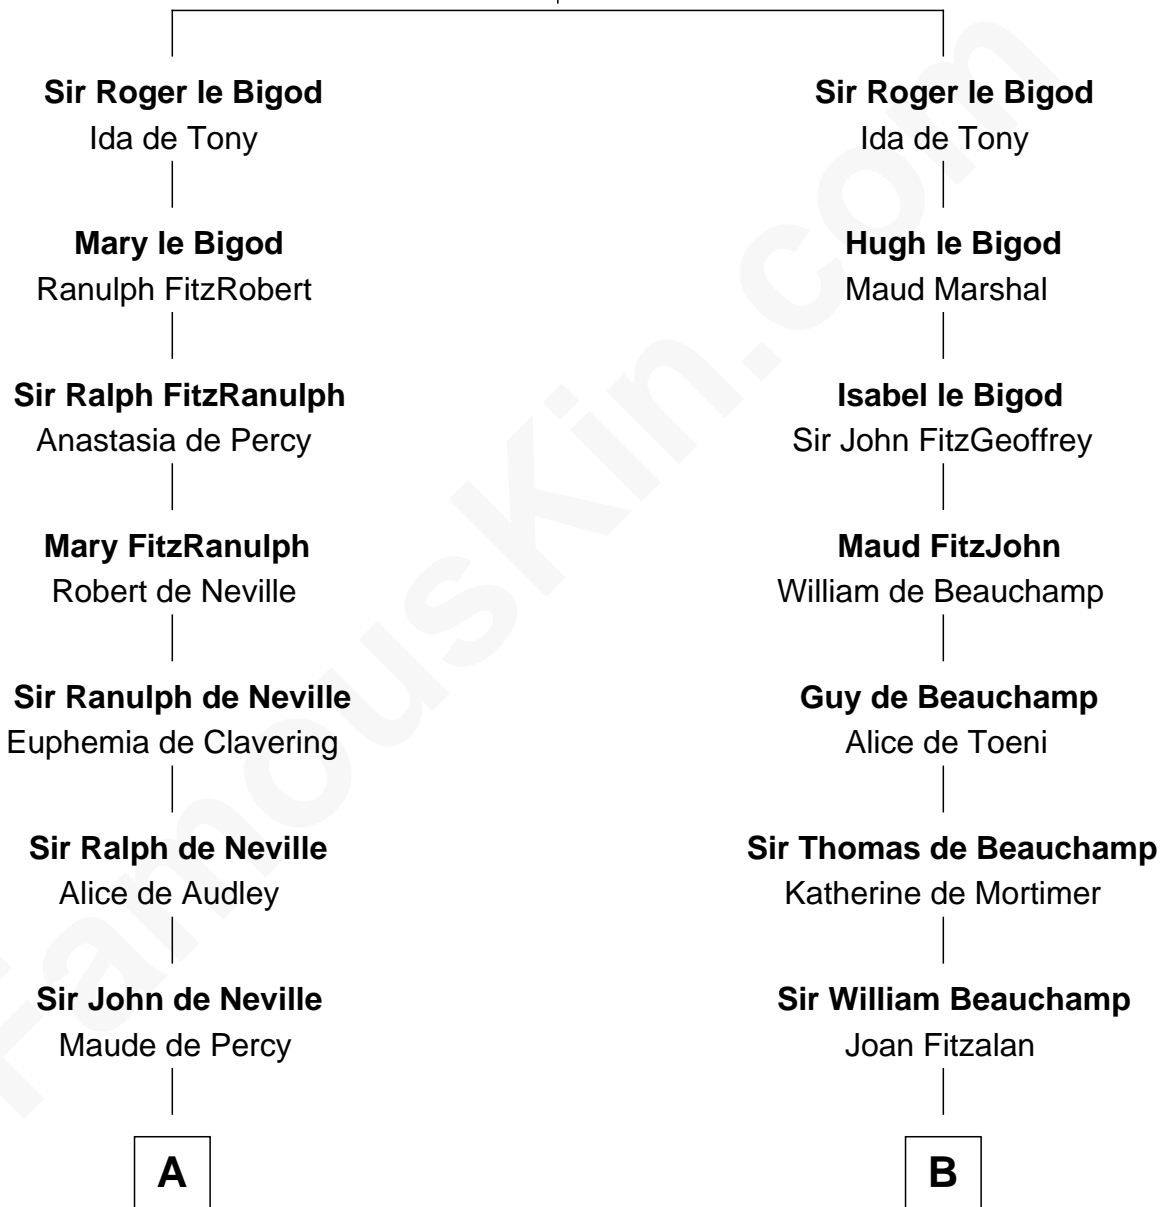 Sir Roger le Bigod
Ida de Tony
Mary le Bigod
Ranulph FitzRobert
Sir Ralph FitzRanulph
Anastasia de Percy
Mary FitzRanulph
Robert de Neville
Sir Ranulph de Neville
Euphemia de Clavering
Sir Ralph de Neville
Alice de Audley
Sir John de Neville
Maude de Percy
A
Sir Roger le Bigod
Ida de Tony
Hugh le Bigod
Maud Marshal
Isabel le Bigod
Sir John FitzGeoffrey
Maud FitzJohn
William de Beauchamp
Guy de Beauchamp
Alice de Toeni
Sir Thomas de Beauchamp
Katherine de Mortimer
Sir William Beauchamp
Joan Fitzalan
B
FamousKin.com